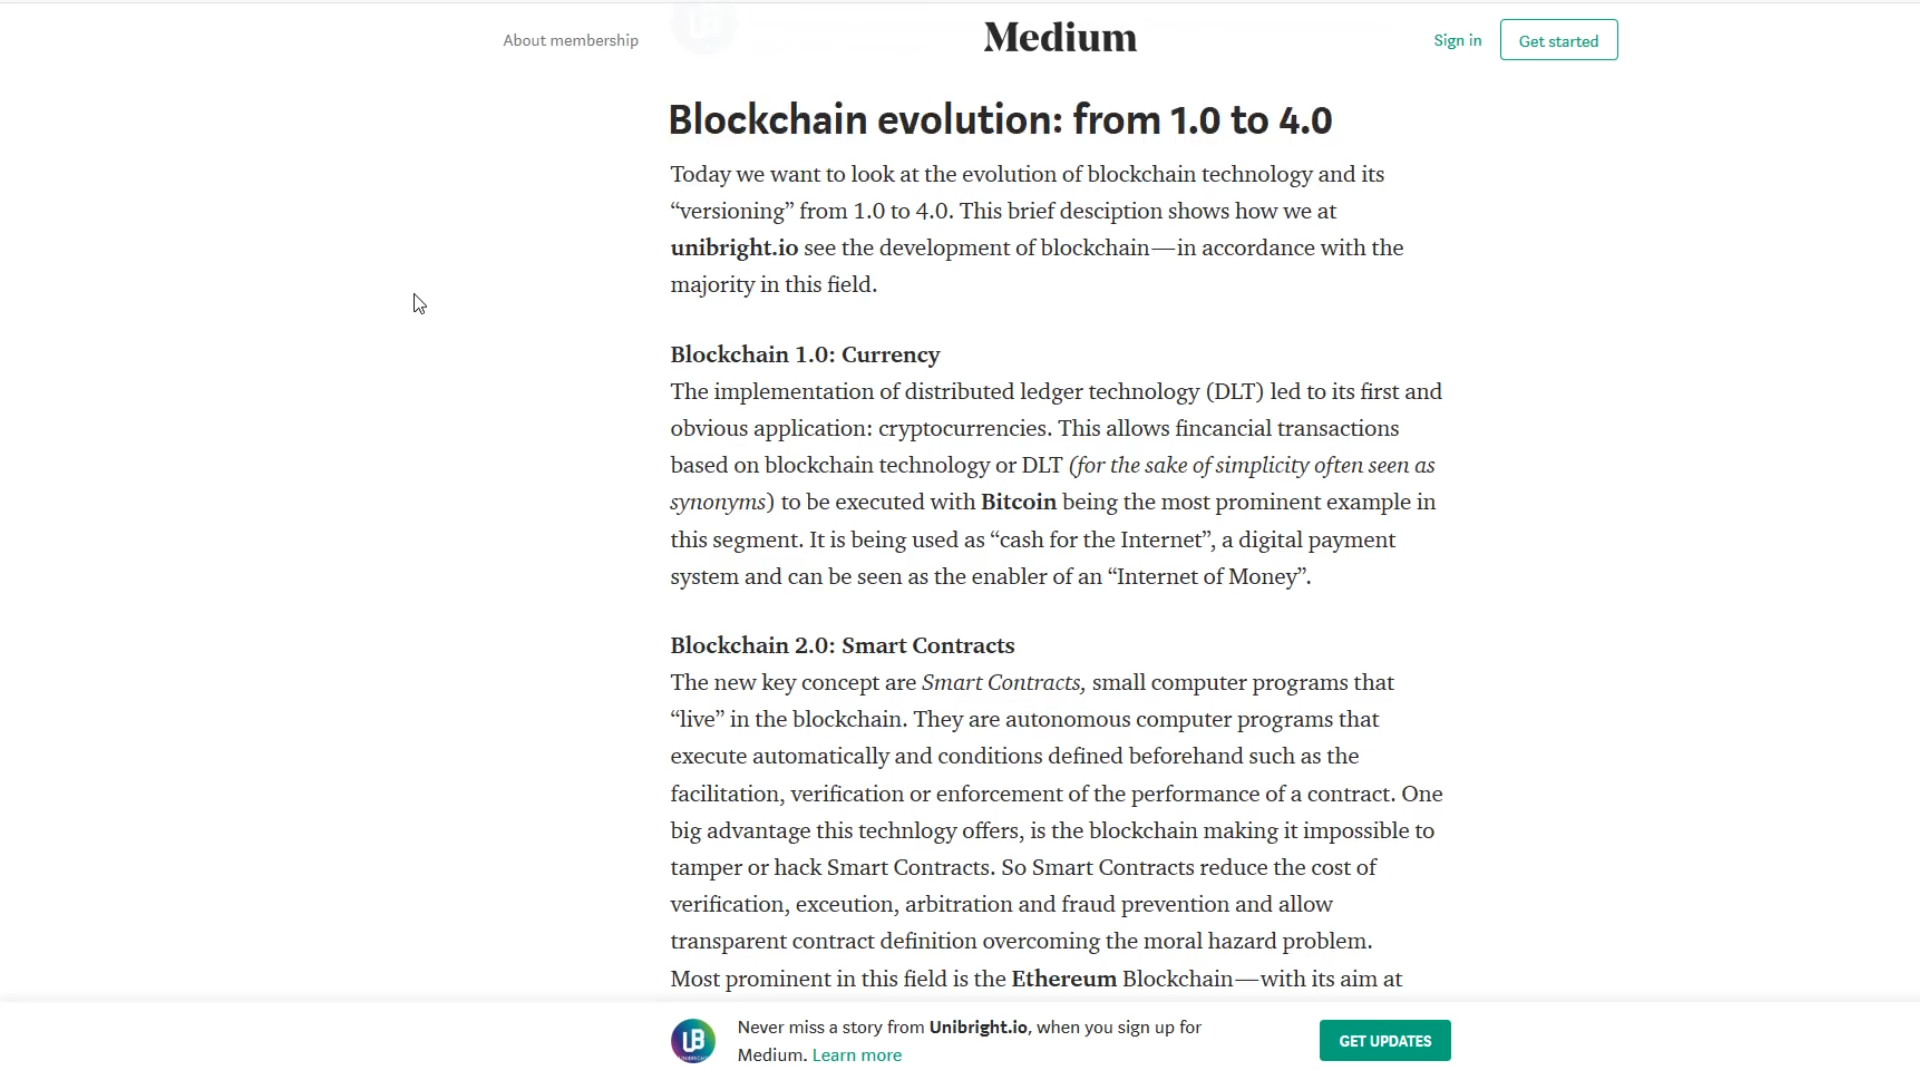 About membership
Medium
Sign in
Get started
Blockchain evolution: from 1.0 to 4.0
Today we want to look at the evolution of blockchain technology and its
“versioning” from 1.0 to 4.0. This brief desciption shows how we at
unibright.io see the development of blockchain—in accordance with the
majority in this field.
Blockchain 1.0: Currency
The implementation of distributed ledger technology (DLT) led to its first and
obvious application: cryptocurrencies. This allows fincancial transactions
based on blockchain technology or DLT (for the sake of simplicity often seen as
synonyms) to be executed with Bitcoin being the most prominent example in
this segment. It is being used as “cash for the Internet”, a digital payment
system and can be seen as the enabler of an “Internet of Money”.
Blockchain 2.0: Smart Contracts
The new key concept are Smart Contracts, small computer programs that
“live” in the blockchain. They are autonomous computer programs that
execute automatically and conditions defined beforehand such as the
facilitation, verification or enforcement of the performance of a contract. One
big advantage this technlogy offers, is the blockchain making it impossible to
tamper or hack Smart Contracts. So Smart Contracts reduce the cost of
verification, exceution, arbitration and fraud prevention and allow
transparent contract definition overcoming the moral hazard problem.
Most prominent in this field is the Ethereum Blockchain—with its aim at
UB
Never miss a story from Unibright.io, when you sign up for
Medium. Learn more
GET UPDATES